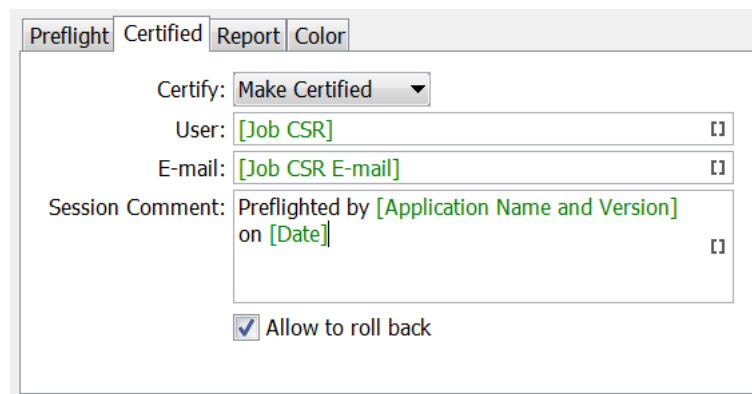 Preflight Certified Report Color
Certify: Make Certified
User: [Job CSR] []
E-mail: [Job CSR E-mail] []
Session Comment: Preflighted by [Application Name and Version]
on [Date] []
Allow to roll back